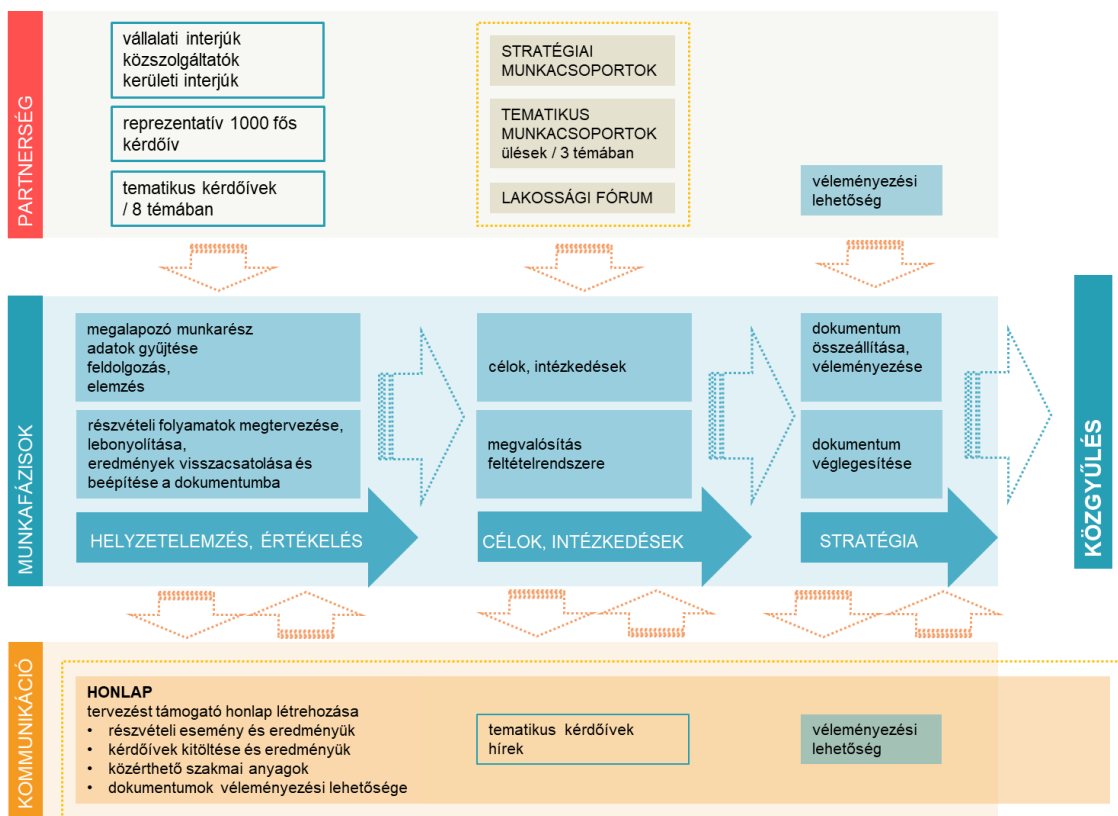 PARTNERSÉG
vállalati interjúk
közszolgáltatók
kerületi interjúk
reprezentatív 1000 fős
kérdőív
tematikus kérdőívek
/ 8 témában
STRATÉGIAI
MUNKACSOPORTOK
TEMATIKUS
MUNKACSOPORTOK
ülések / 3 témában
LAKOSSÁGI FÓRUM
véleményezési
lehetőség
MUNKAFÁZISOK
megalapozó munkarész
adatok gyűjtése
feldolgozás,
elemzés
részvételi folyamatok megtervezése,
lebonyolítása,
eredmények visszacsatolása és
beépítése a dokumentumba
HELYZETELEMZÉS, ÉRTÉKELÉS
célok, intézkedések
megvalósítás
feltételrendszere
CÉLOK, INTÉZKEDÉSEK
dokumentum
összeállítása,
véleményezése
dokumentum
véglegesítése
STRATÉGIA
KÖZGYŰLÉS
KOMMUNIKÁCIÓ
HONLAP
tervezést támogató honlap létrehozása
• részvételi esemény és eredményük
• kérdőívek kitöltése és eredményük
• közérthető szakmai anyagok
• dokumentumok véleményezési lehetősége
tematikus kérdőívek
hírek
véleményezési
lehetőség